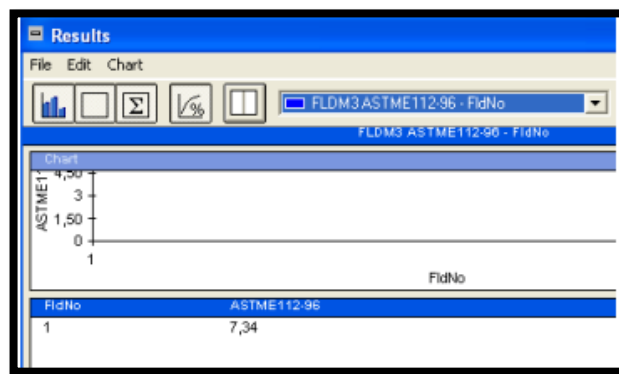 Results
File Edit Chart
Σ % FLDM3 ASTME112-96 - FldNo
FLDM3 ASTME112-96 - FldNo
Chart
ASTME11
4,50
3
1,50
0
1
FldNo
FldNo ASTME112-96
1 7,34